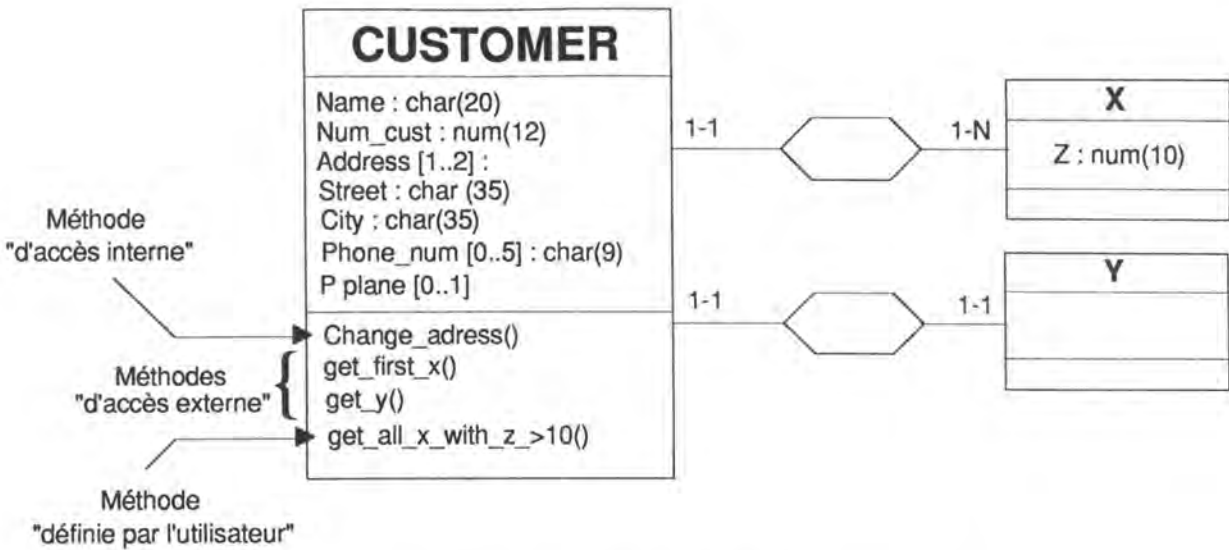 CUSTOMER
Name : char(20)
Num_cust : num(12)
Address [1..2] :
Street : char (35)
City : char(35)
Phone_num [0..5] : char(9)
P plane [0..1]
Change_adress()
get_first_x()
get_y()
get_all_x_with_z_>10()
Méthode
"d'accès interne"
Méthodes
"d'accès externe"
Méthode
"définie par l'utilisateur"
1-1
1-N
X
Z : num(10)
1-1
1-1
Y